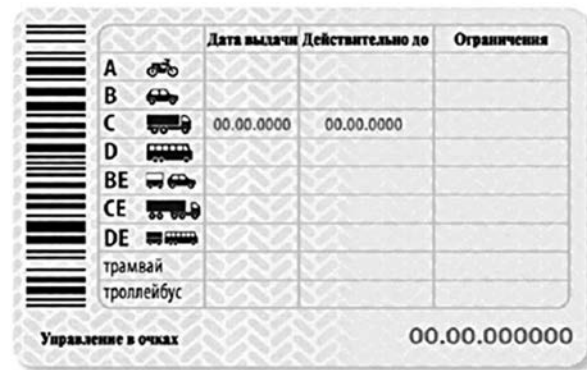 Дата выдачи Действительно до Ограничения
A
B
C 00.00.0000 00.00.0000
D
BE
CE
DE
трамвай
троллейбус
Управление в очках 00.00.000000